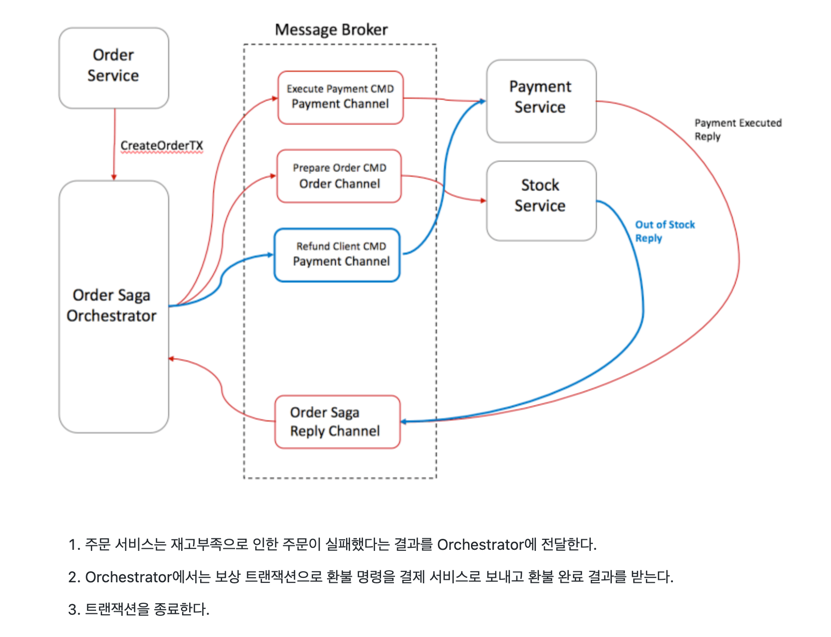 Message Broker
Order
Service
CreateOrderTX
Order Saga
Orchestrator
Execute Payment CMD
Payment Channel
Prepare Order CMD
Order Channel
Refund Client CMD
Payment Channel
Order Saga
Reply Channel
Payment
Service
Stock
Service
Payment Executed
Reply
Out of Stock
Reply
1. 주문 서비스는 재고부족으로 인한 주문이 실패했다는 결과를 Orchestrator에 전달한다.
2. Orchestrator에서는 보상 트랜잭션으로 환불 명령을 결제 서비스로 보내고 환불 완료 결과를 받는다.
3. 트랜잭션을 종료한다.